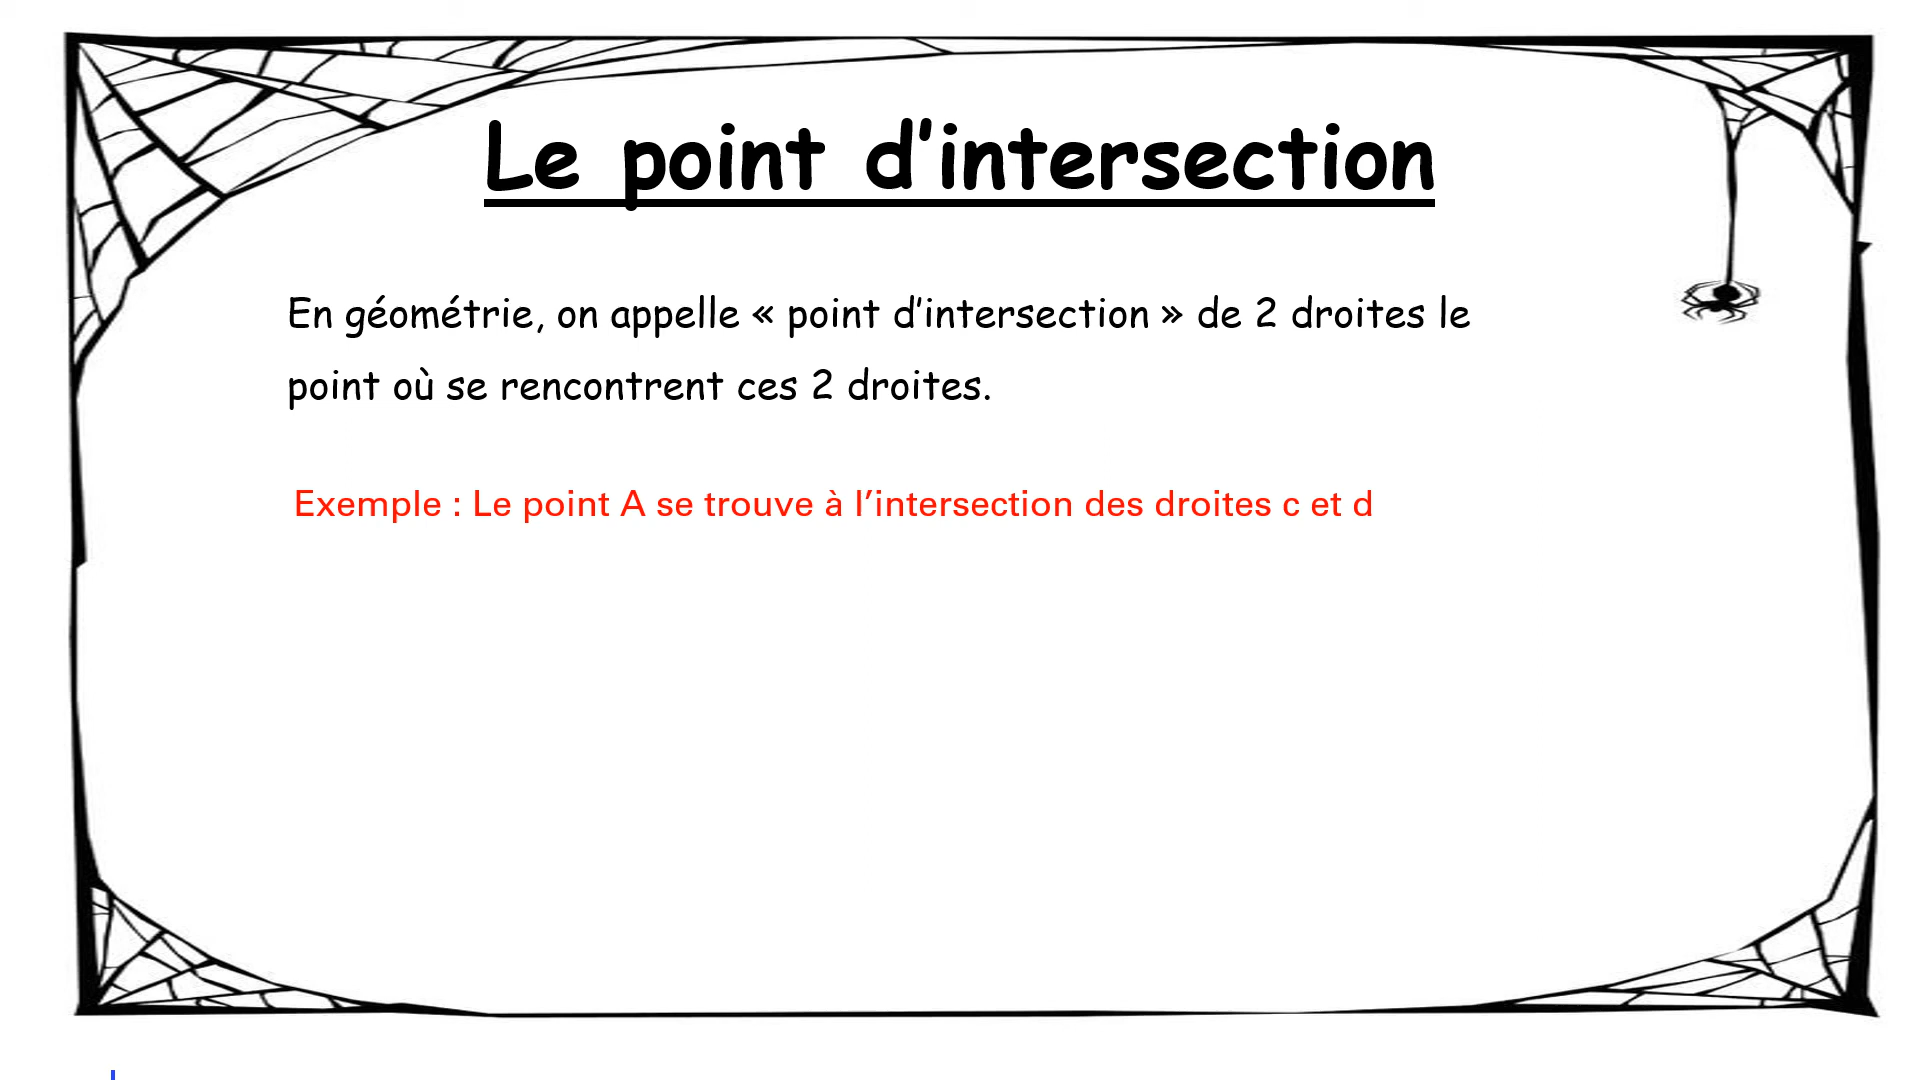 Le point d’intersection
En géométrie, on appelle « point d’intersection » de 2 droites le
point où se rencontrent ces 2 droites.
Exemple : Le point A se trouve à l’intersection des droites c et d